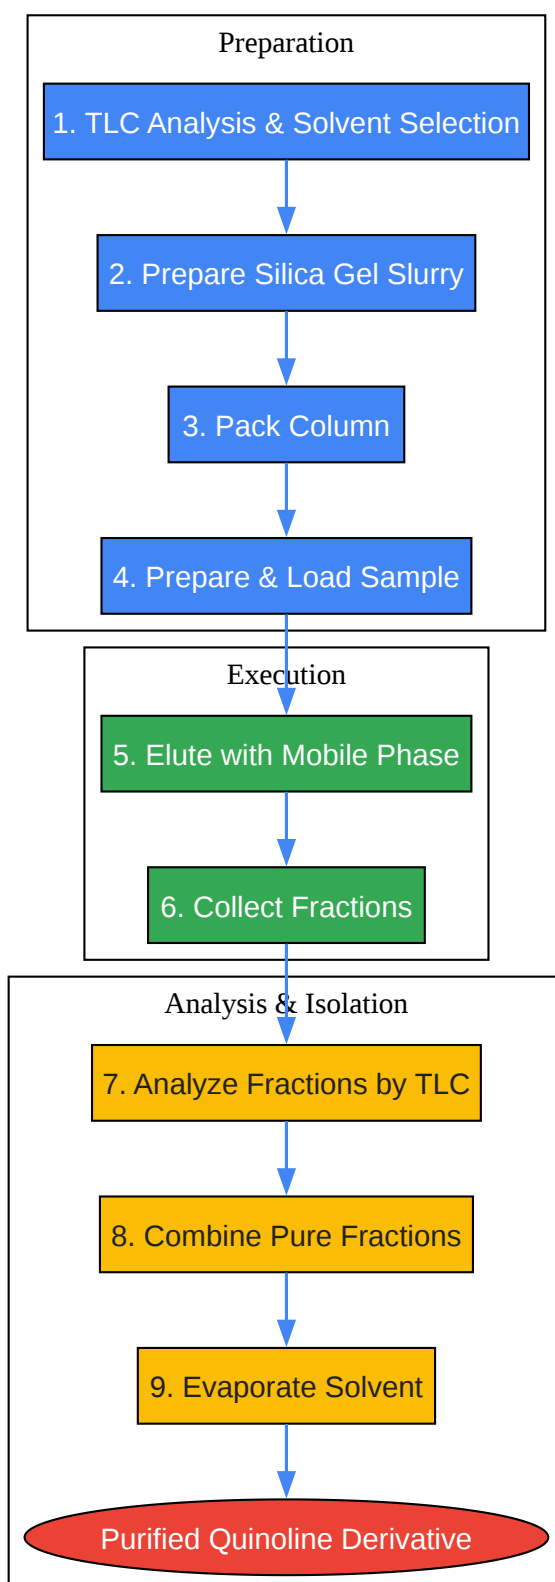 Preparation
1. TLC Analysis & Solvent Selection
2. Prepare Silica Gel Slurry
3. Pack Column
4. Prepare & Load Sample
Execution
5. Elute with Mobile Phase
6. Collect Fractions
Analysis & Isolation
7. Analyze Fractions by TLC
8. Combine Pure Fractions
9. Evaporate Solvent
Purified Quinoline Derivative